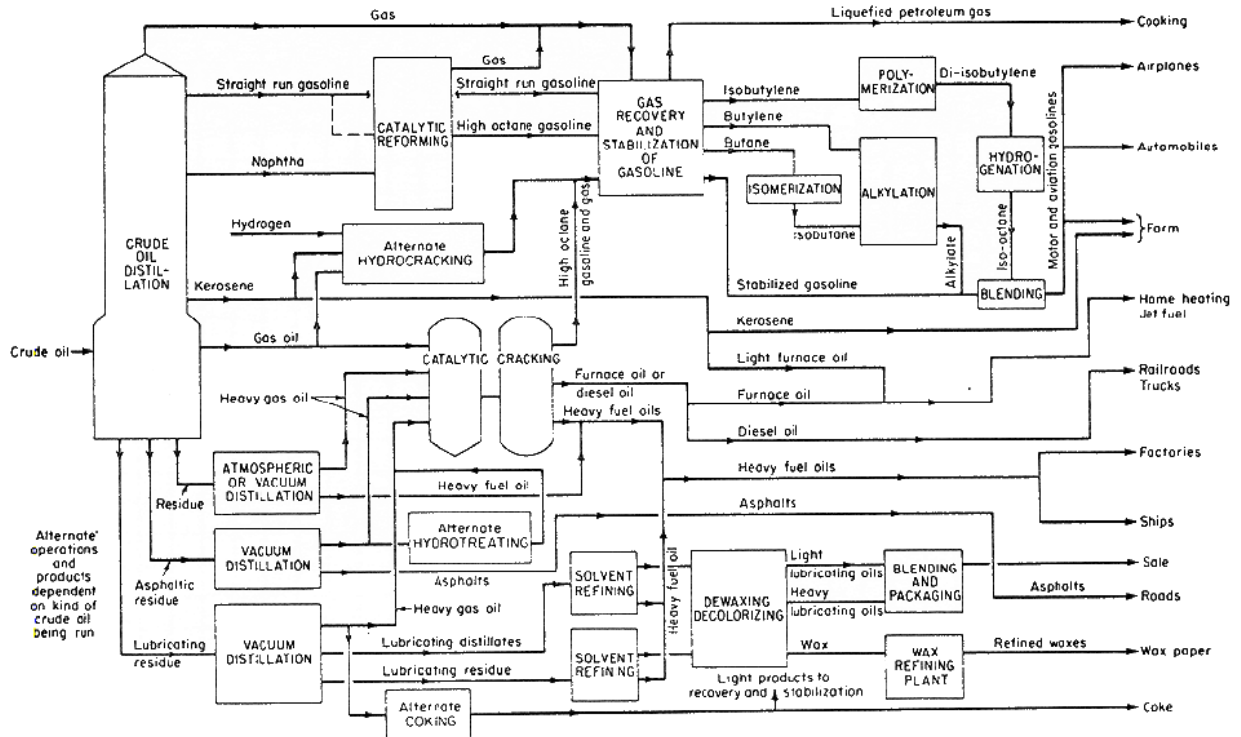 Gas
Liquefied petroleum gas
Cooking
Gas
Straight run gasoline
Straight run gasoline
CATALYTIC
REFORMING
High octane gasoline
Naphtha
GAS
RECOVERY
AND
STABILIZATION
OF
GASOLINE
Isobutylene
POLY-
MERIZATION
Di-isobutylene
Airplanes
Butylene
Butane
ISOMERIZATION
Isobutane
ALKYLATION
HYDRO-
GENATION
Motor and aviation gasolines
Automobiles
Iso-octane
Farm
Hydrogen
Alternate
HYDROCRACKING
High octane
gasoline and gas
Alkylate
Stabilized gasoline
BLENDING
CRUDE
OIL
DISTIL-
LATION
Kerosene
Kerosene
Home heating
Jet fuel
Crude oil
Gas oil
CATALYTIC
CRACKING
Light furnace oil
Furnace oil or
diesel oil
Furnace oil
Railroads
Trucks
Heavy gas oil
Heavy fuel oils
Diesel oil
Residue
ATMOSPHERIC
OR VACUUM
DISTILLATION
Heavy fuel oil
Heavy fuel oils
Factories
Asphalts
Ships
Alternate
operations
and
products
dependent
on kind of
crude oil
being run
Asphaltic
residue
VACUUM
DISTILLATION
Alternate
HYDROTREATING
Asphalts
Heavy gas oil
SOLVENT
REFINING
Heavy fuel oil
DEWAXING
DECOLORIZING
Light
lubricating oils
Heavy
lubricating oils
BLENDING
AND
PACKAGING
Sale
Asphalts
Roads
Lubricating
residue
VACUUM
DISTILLATION
Lubricating distillates
Lubricating residue
SOLVENT
REFINING
Wax
WAX
REFINING
PLANT
Refined waxes
Wax paper
Light products to
recovery and stabilization
Alternate
COKING
Coke